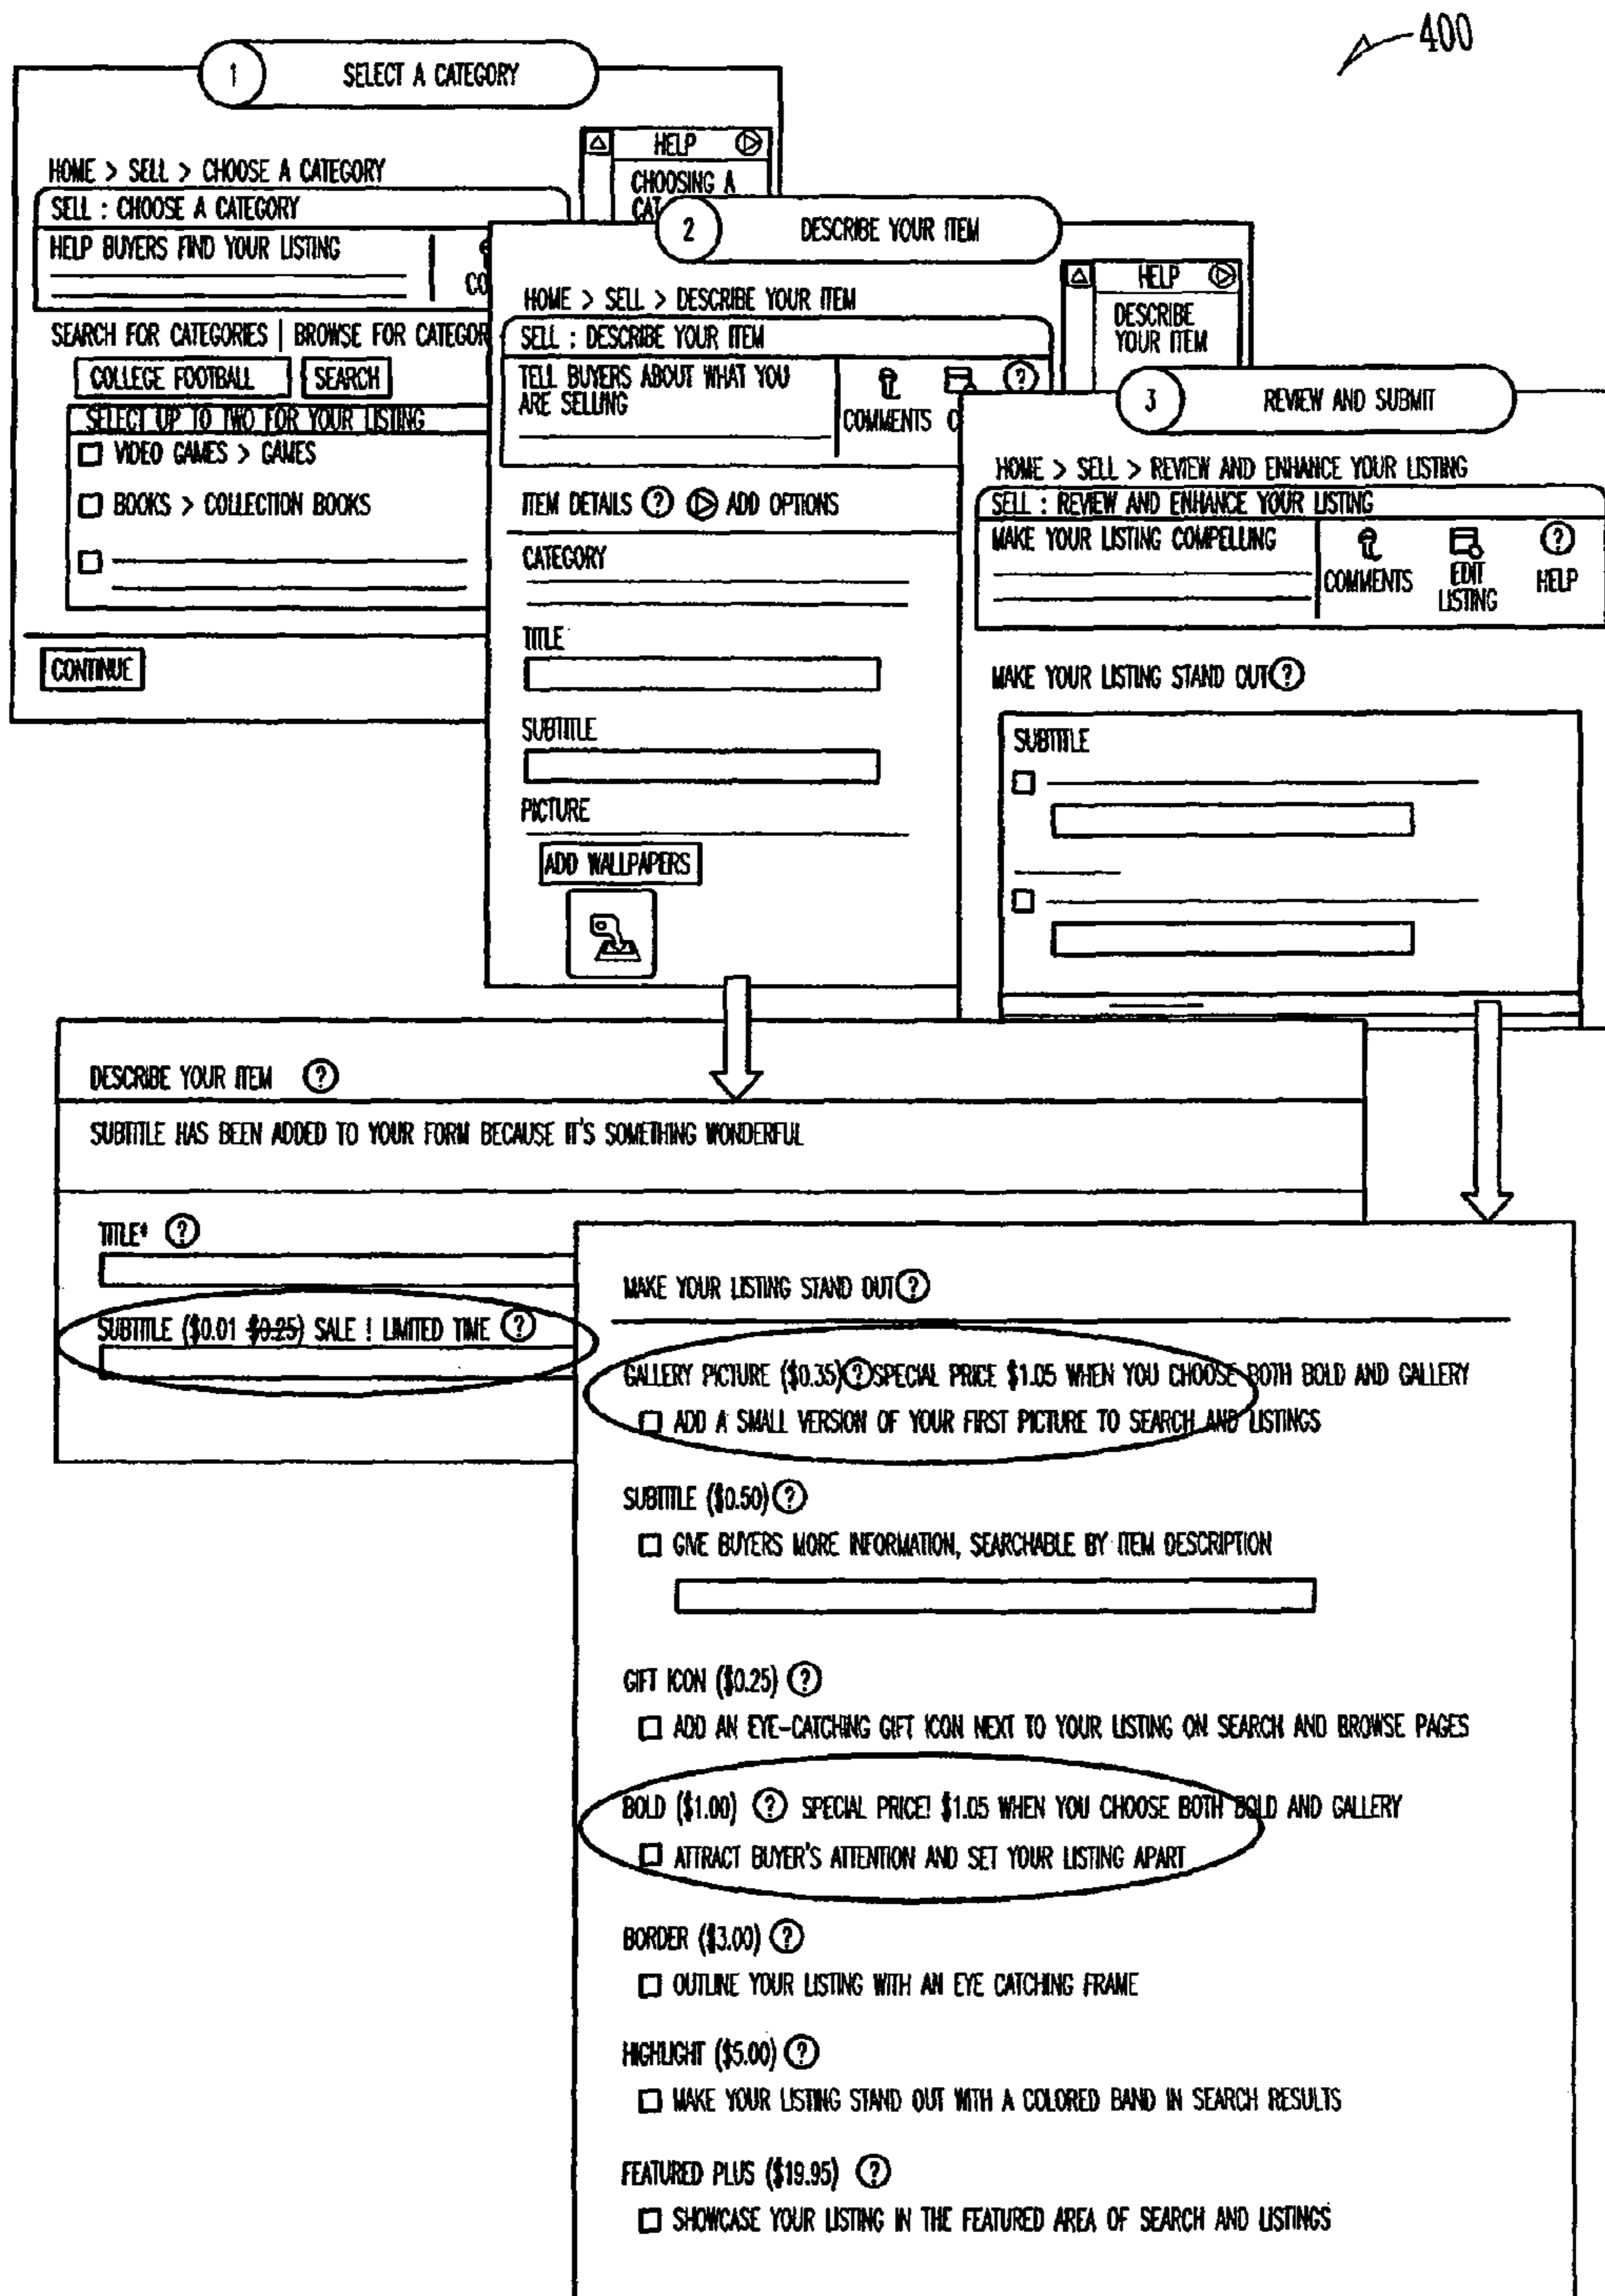 400
1 SELECT A CATEGORY
HOME > SELL > CHOOSE A CATEGORY
SELL : CHOOSE A CATEGORY
HELP BUYERS FIND YOUR LISTING
CO
SEARCH FOR CATEGORIES | BROWSE FOR CATEGOR
COLLEGE FOOTBALL SEARCH
SELECT UP TO TWO FOR YOUR LISTING
VIDEO GAMES > GAMES
BOOKS > COLLECTION BOOKS
CONTINUE
HELP
CHOOSING A
CAT
2 DESCRIBE YOUR ITEM
HOME > SELL > DESCRIBE YOUR ITEM
SELL : DESCRIBE YOUR ITEM
TELL BUYERS ABOUT WHAT YOU
ARE SELLING
?
COMMENTS
ITEM DETAILS ? ADD OPTIONS
CATEGORY
TITLE
SUBTITLE
PICTURE
ADD WALLPAPERS
HELP
DESCRIBE
YOUR ITEM
3 REVIEW AND SUBMIT
HOME > SELL > REVIEW AND ENHANCE YOUR LISTING
SELL : REVIEW AND ENHANCE YOUR LISTING
MAKE YOUR LISTING COMPELLING
?
COMMENTS
EDIT
LISTING
HELP
MAKE YOUR LISTING STAND OUT ?
SUBTITLE
DESCRIBE YOUR ITEM ?
SUBTITLE HAS BEEN ADDED TO YOUR FORM BECAUSE IT'S SOMETHING WONDERFUL
TITLE* ?
SUBTITLE ($0.01 $0.25) SALE ! LIMITED TIME ?
MAKE YOUR LISTING STAND OUT ?
GALLERY PICTURE ($0.35) ? SPECIAL PRICE $1.05 WHEN YOU CHOOSE BOTH BOLD AND GALLERY
ADD A SMALL VERSION OF YOUR FIRST PICTURE TO SEARCH AND LISTINGS
SUBTITLE ($0.50) ?
GIVE BUYERS MORE INFORMATION, SEARCHABLE BY ITEM DESCRIPTION
GIFT ICON ($0.25) ?
ADD AN EYE-CATCHING GIFT ICON NEXT TO YOUR LISTING ON SEARCH AND BROWSE PAGES
BOLD ($1.00) ? SPECIAL PRICE! $1.05 WHEN YOU CHOOSE BOTH BOLD AND GALLERY
ATTRACT BUYER'S ATTENTION AND SET YOUR LISTING APART
BORDER ($3.00) ?
OUTLINE YOUR LISTING WITH AN EYE CATCHING FRAME
HIGHLIGHT ($5.00) ?
MAKE YOUR LISTING STAND OUT WITH A COLORED BAND IN SEARCH RESULTS
FEATURED PLUS ($19.95) ?
SHOWCASE YOUR LISTING IN THE FEATURED AREA OF SEARCH AND LISTINGS